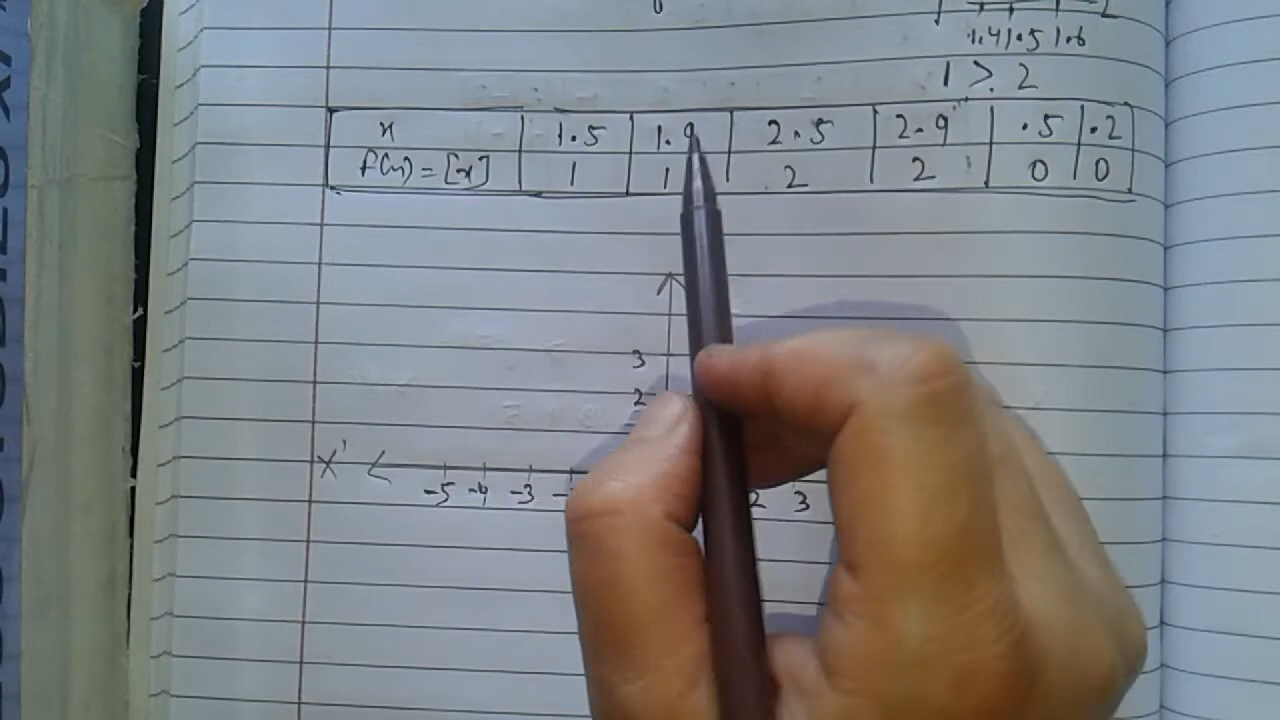 1.4 1.5 1.6
1 > 2
x 1.5 1.9 2.5 2.9 .5 .2
f(x) = [x] 1 1 2 2 0 0
3
2
X'
-5 -4 -3 2 3